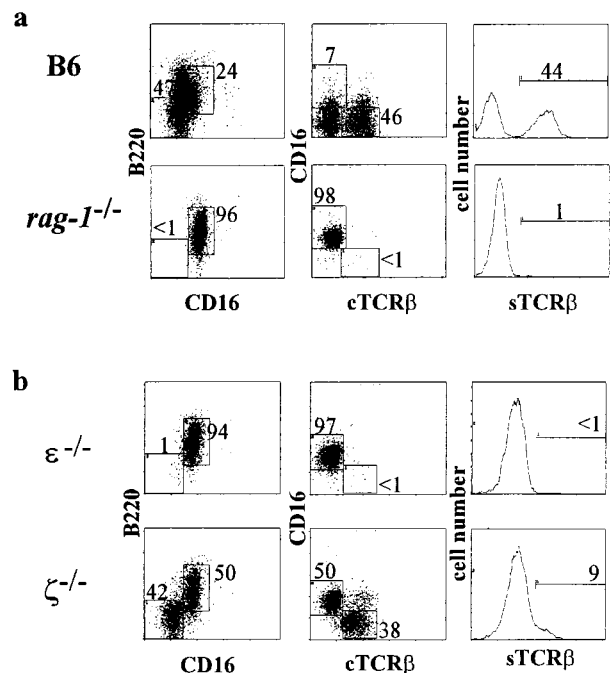 a
B6
B220
24
CD16
7
46
cell number
44
rag-1-/-
<1
96
98
<1
1
CD16
cTCRβ
sTCRβ
b
ε-/-
B220
1
94
CD16
97
<1
cell number
<1
ζ-/-
42
50
50
38
9
CD16
cTCRβ
sTCRβ